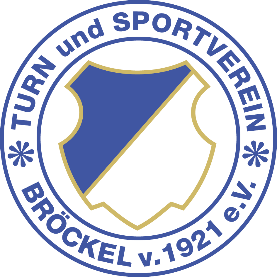 TURN und SPORTVEREIN
BRÖCKEL v. 1921 e.V.